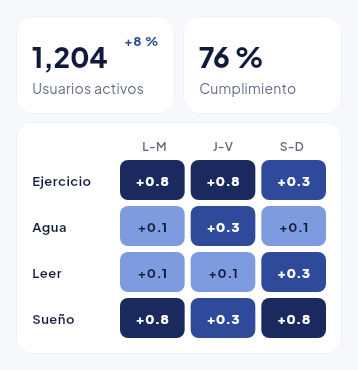 +8 %
1,204
Usuarios activos
76 %
Cumplimiento
L–M J–V S–D
Ejercicio +0.8 +0.8 +0.3
Agua +0.1 +0.3 +0.1
Leer +0.1 +0.1 +0.3
Sueño +0.8 +0.3 +0.8